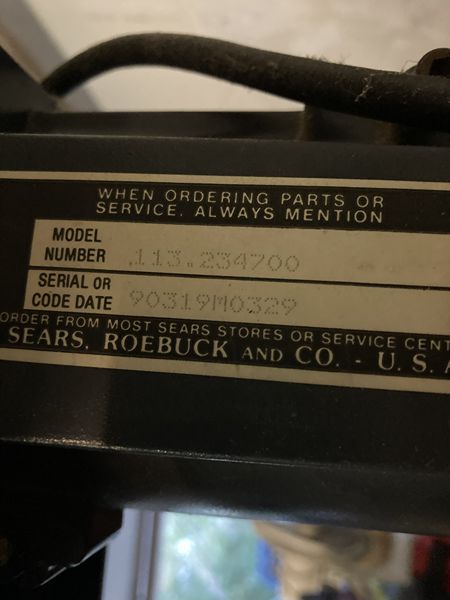 WHEN ORDERING PARTS OR
SERVICE, ALWAYS MENTION
MODEL
NUMBER 113.234700
SERIAL OR
CODE DATE 90319M0329
ORDER FROM MOST SEARS STORES OR SERVICE CENT
SEARS, ROEBUCK AND CO. - U.S.A